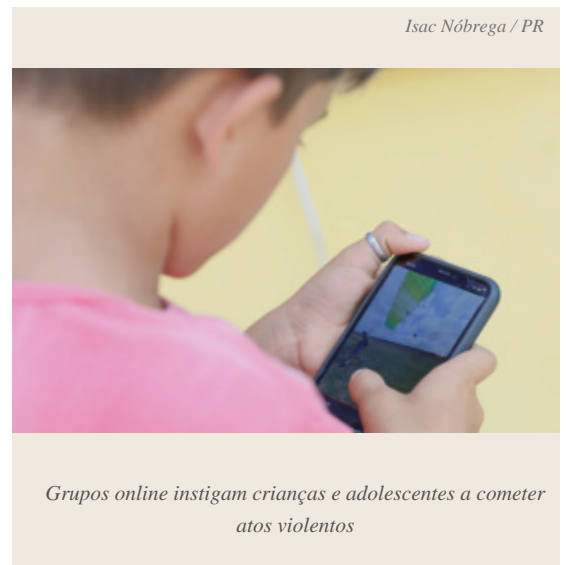 Isac Nóbrega / PR
Grupos online instigam crianças e adolescentes a cometer
atos violentos